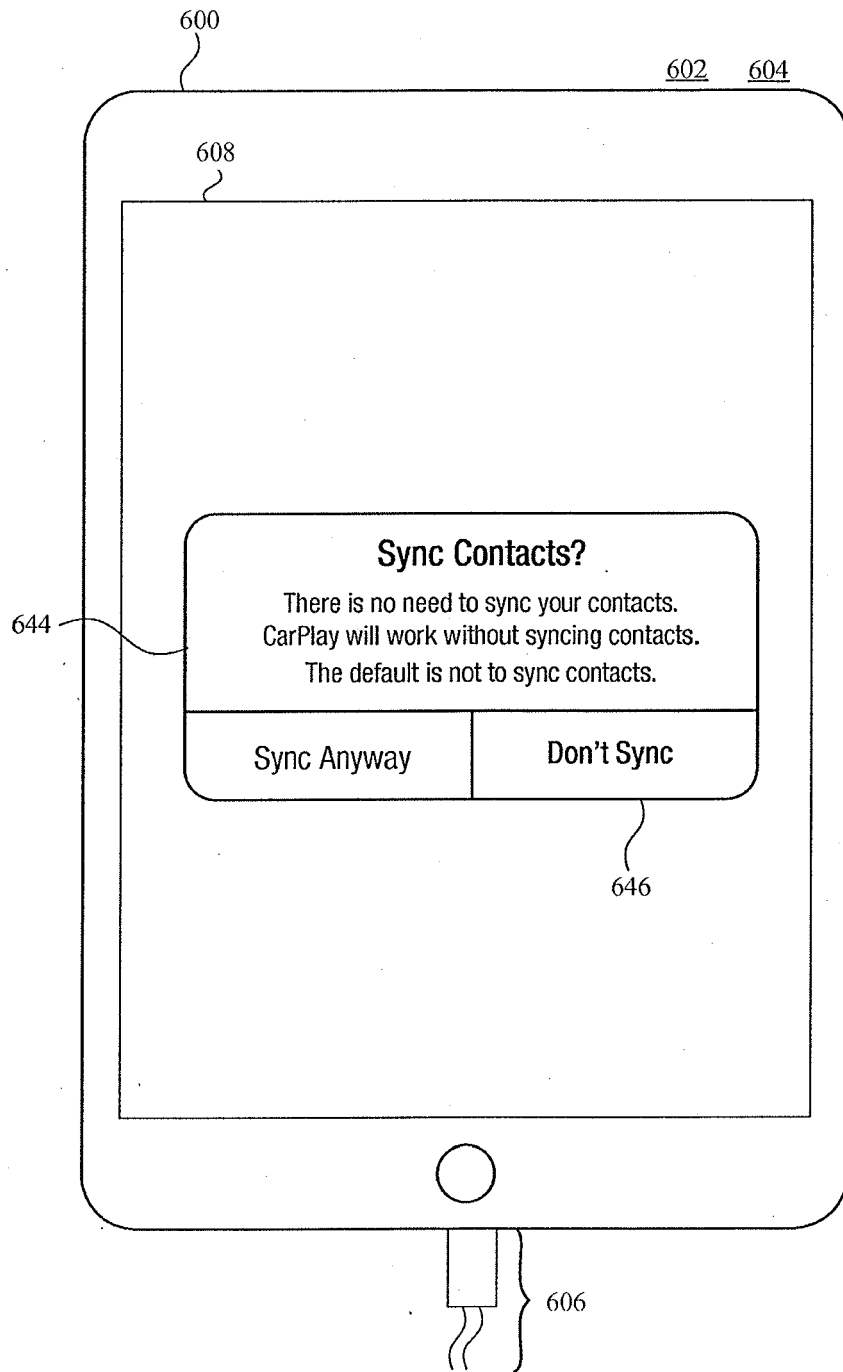 600
602 604
608
Sync Contacts?
There is no need to sync your contacts.
CarPlay will work without syncing contacts.
The default is not to sync contacts.
644
Sync Anyway
Don't Sync
646
606